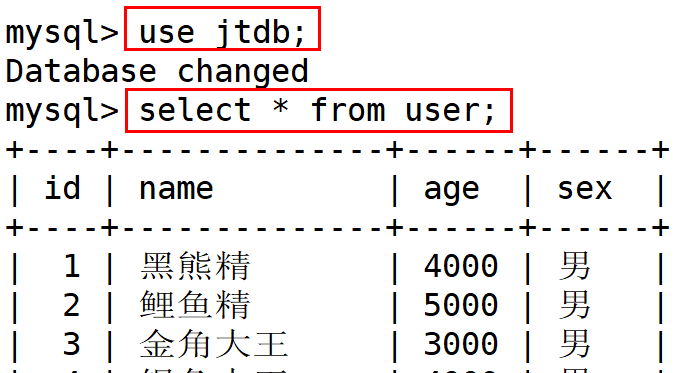 mysql> use jtdb;
Database changed
mysql> select * from user;
+----+--------------+------+------+
| id | name         | age  | sex  |
+----+--------------+------+------+
|  1 | 黑熊精       | 4000 | 男   |
|  2 | 鲤鱼精       | 5000 | 男   |
|  3 | 金角大王     | 3000 | 男   |